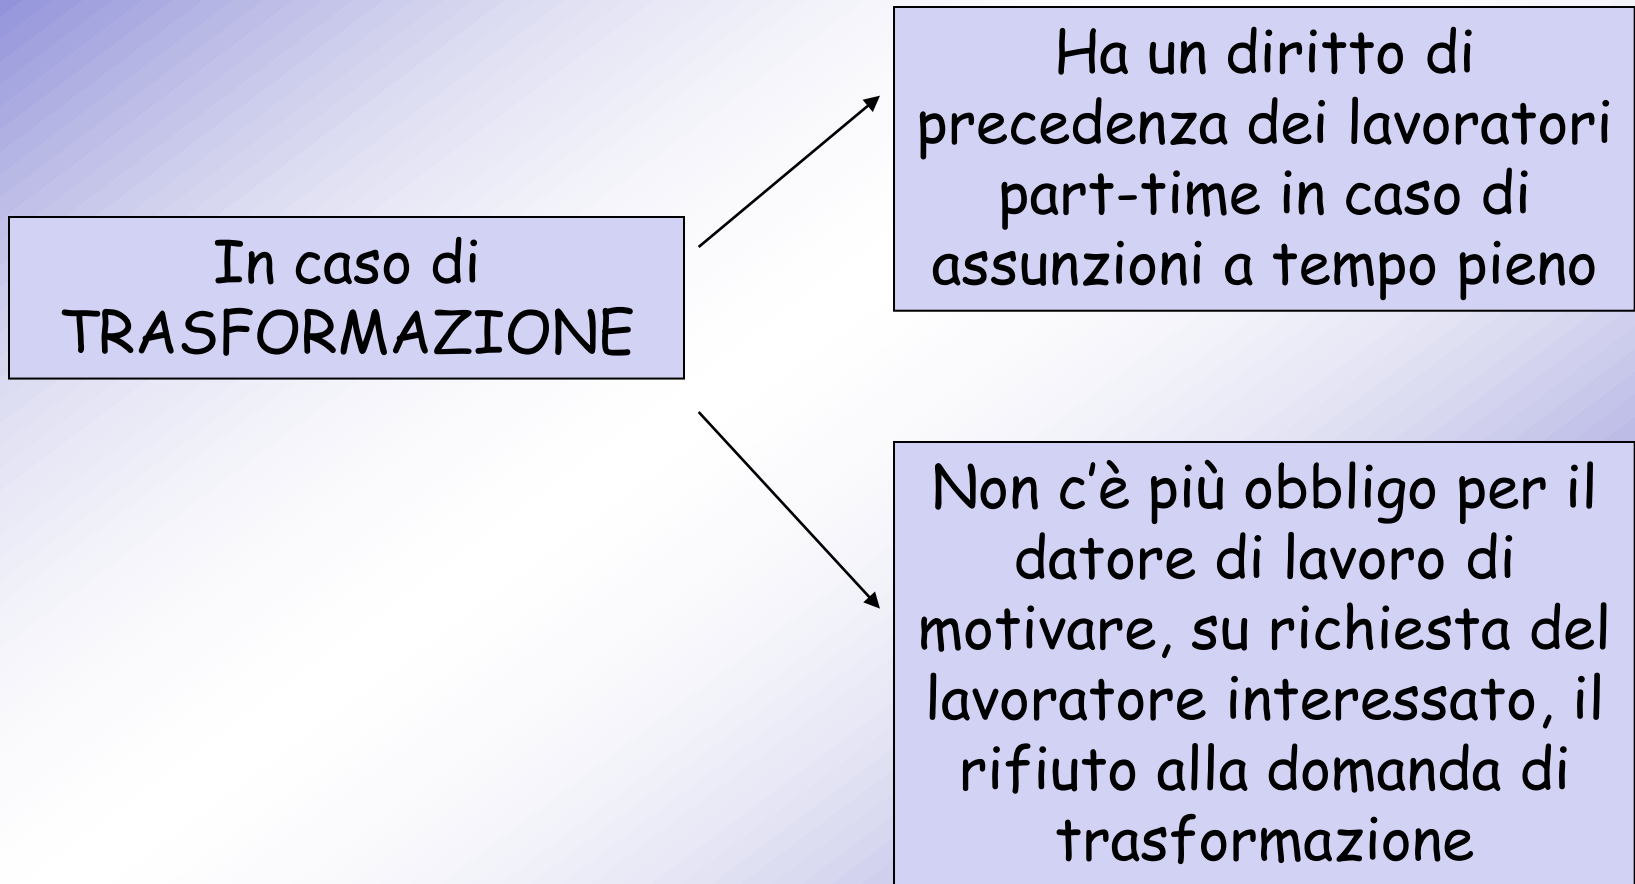 In caso di
TRASFORMAZIONE
Ha un diritto di
precedenza dei lavoratori
part-time in caso di
assunzioni a tempo pieno
Non c'è più obbligo per il
datore di lavoro di
motivare, su richiesta del
lavoratore interessato, il
rifiuto alla domanda di
trasformazione